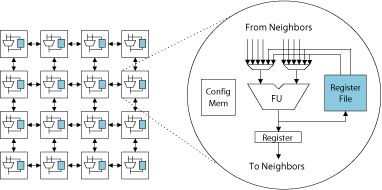 From Neighbors
Config
Mem
FU
Register
File
Register
To Neighbors